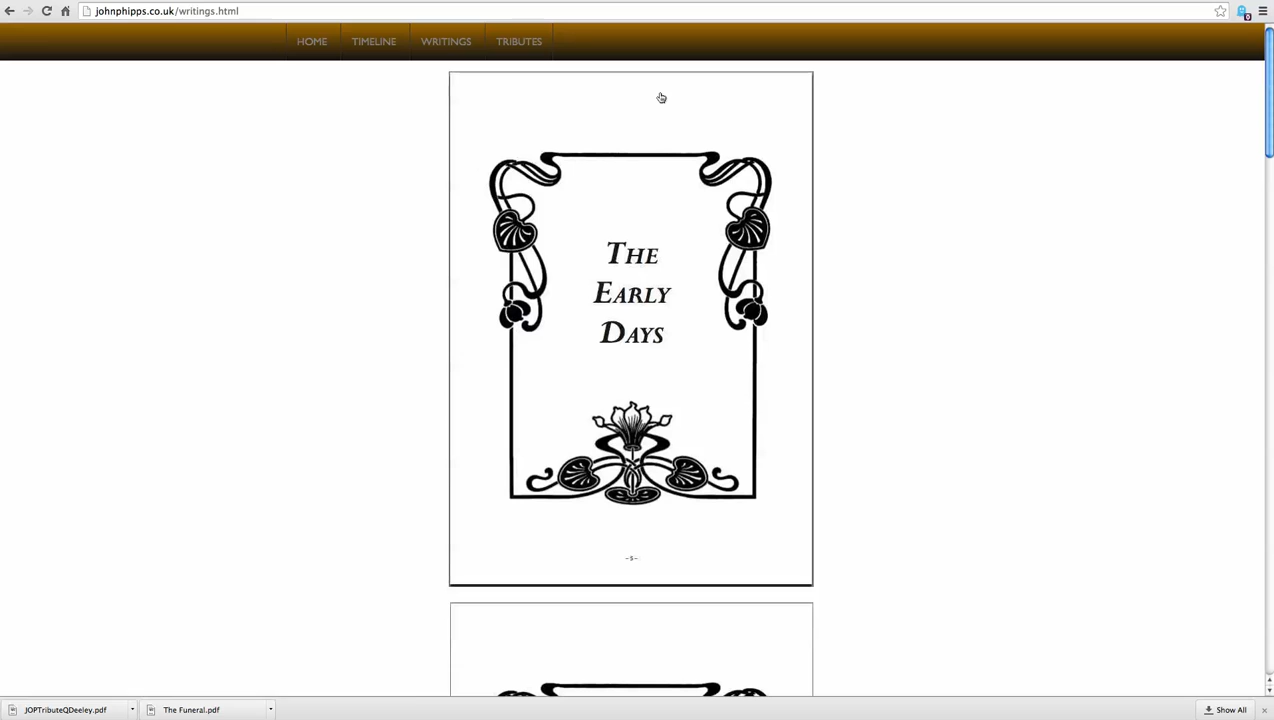 johnphipps.co.uk/writings.html
HOME TIMELINE WRITINGS TRIBUTES
THE
EARLY
DAYS
-5-
JOPTributeQDeeley.pdf The Funeral.pdf Show All